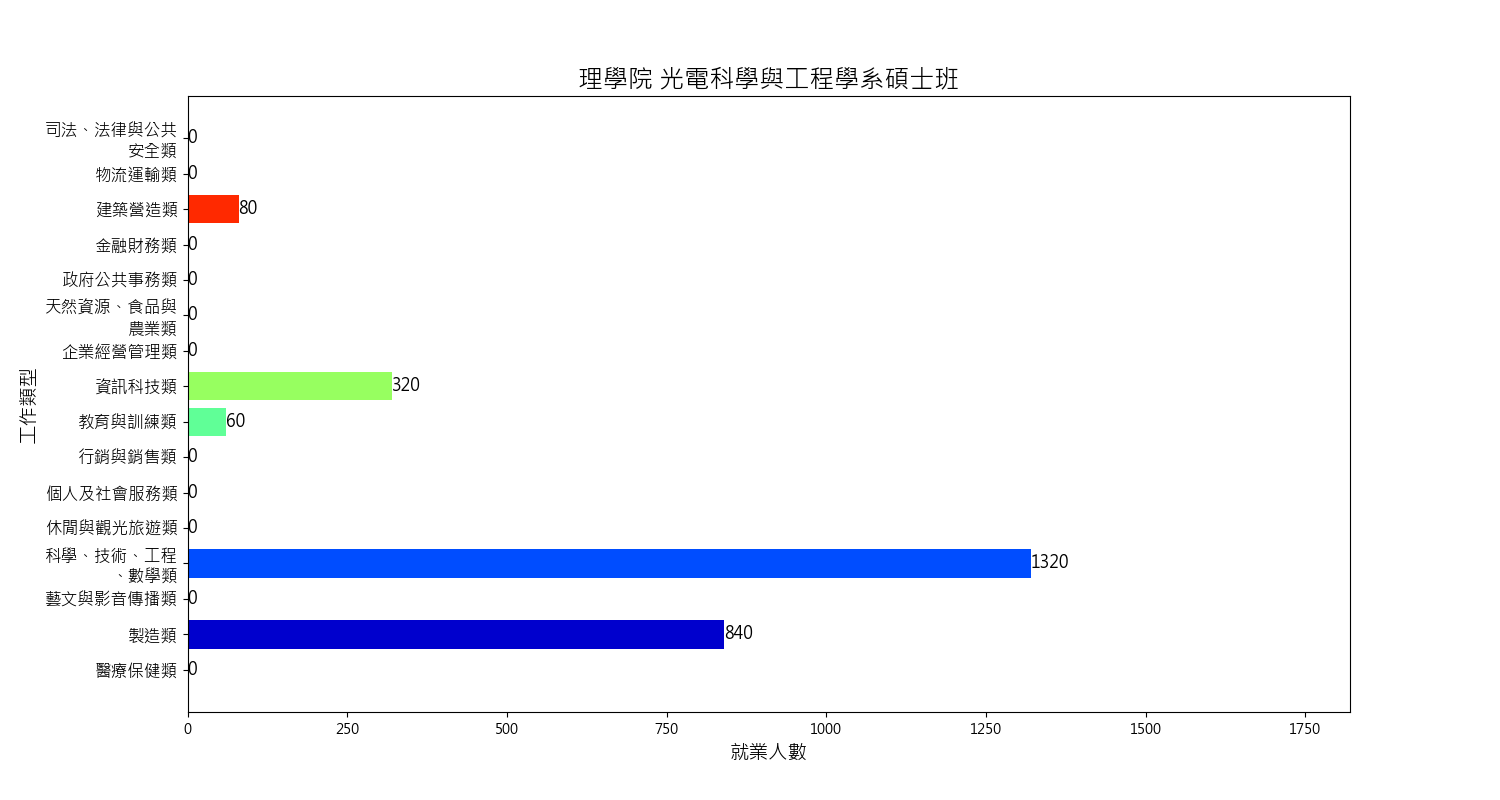 理學院 光電科學與工程學系碩士班
工作類型
司法、法律與公共
安全類
0
物流運輸類
0
建築營造類
80
金融財務類
0
政府公共事務類
0
天然資源、食品與
農業類
0
企業經營管理類
0
資訊科技類
320
教育與訓練類
60
行銷與銷售類
0
個人及社會服務類
0
休閒與觀光旅遊類
0
科學、技術、工程
、數學類
1320
藝文與影音傳播類
0
製造類
840
醫療保健類
0
0 250 500 750 1000 1250 1500 1750
就業人數